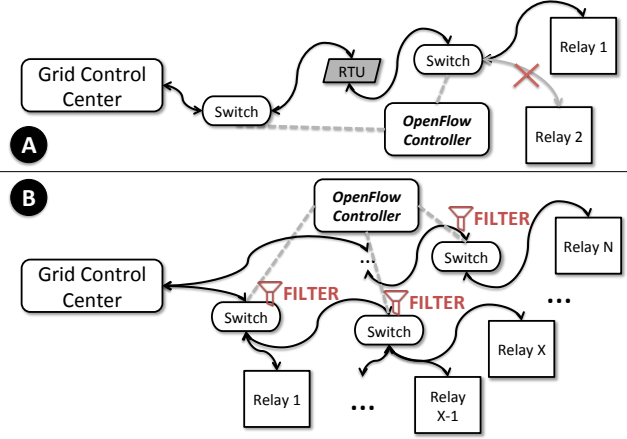 Grid Control
Center
Switch
RTU
Switch
Relay 1
OpenFlow
Controller
Relay 2
A
B
OpenFlow
Controller
FILTER
Relay N
Switch
...
Grid Control
Center
FILTER
FILTER
...
Switch
Switch
Relay X
Relay 1
...
Relay
X-1